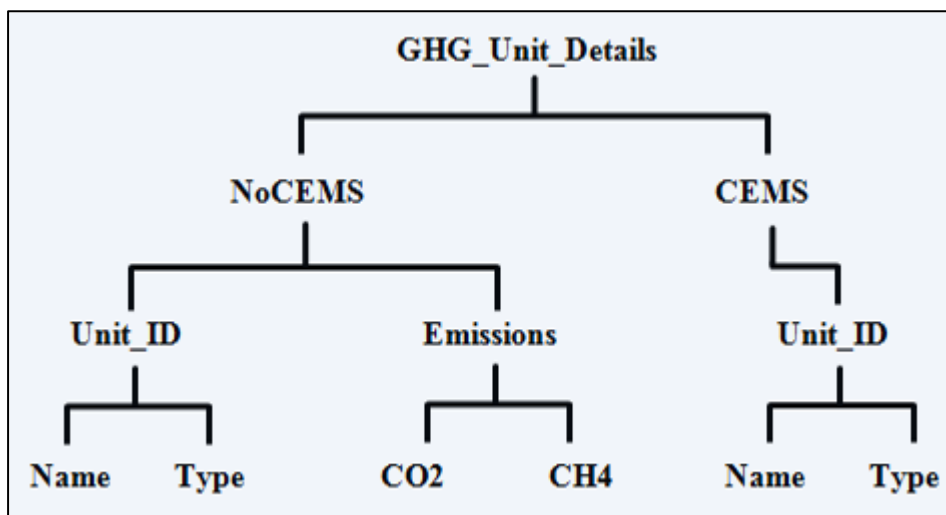 GHG_Unit_Details
NoCEMS CEMS
Unit_ID Emissions Unit_ID
Name Type CO2 CH4 Name Type